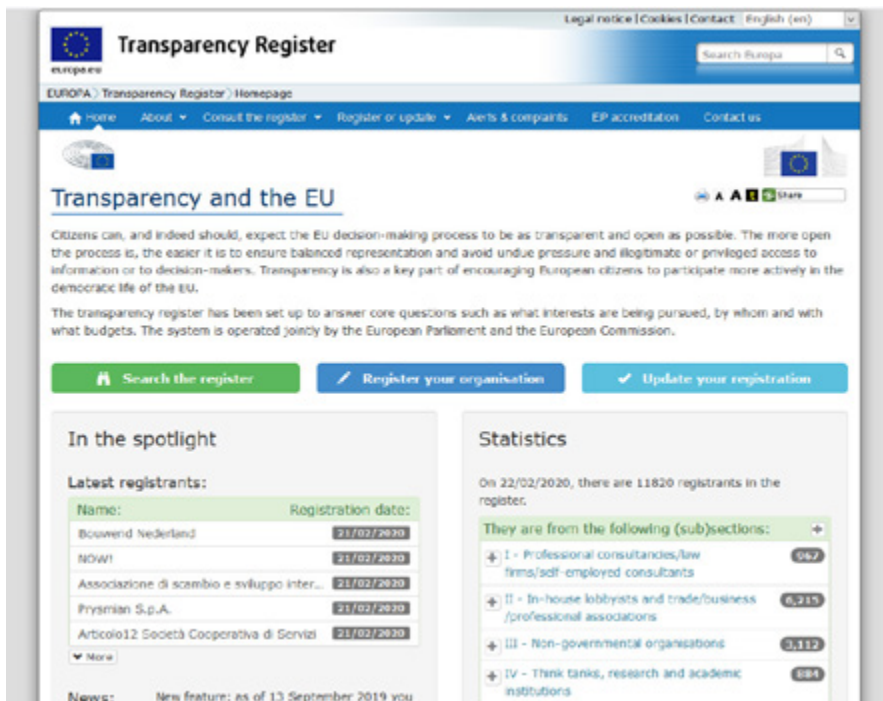 Legal notice | Cookies | Contact English (en)
Transparency Register
europa.eu
Search Europa
EUROPA > Transparency Register > Homepage
Home About Consult the register Register or update Alerts & complaints EP accreditation Contact us
Transparency and the EU
A A Share
Citizens can, and indeed should, expect the EU decision-making process to be as transparent and open as possible. The more open
the process is, the easier it is to ensure balanced representation and avoid undue pressure and illegitimate or privileged access to
information or to decision-makers. Transparency is also a key part of encouraging European citizens to participate more actively in the
democratic life of the EU.
The transparency register has been set up to answer core questions such as what interests are being pursued, by whom and with
what budgets. The system is operated jointly by the European Parliament and the European Commission.
Search the register
Register your organisation
Update your registration
In the spotlight
Latest registrants:
Name: Registration date:
Bouwend Nederland 21/02/2020
NOW! 21/02/2020
Associazione di scambio e sviluppo inter... 21/02/2020
Prysmian S.p.A. 21/02/2020
Articolo12 Società Cooperativa di Servizi 21/02/2020
More
News: New feature: as of 13 September 2019 you
Statistics
On 22/02/2020, there are 11820 registrants in the
register.
They are from the following (sub)sections: +
+ I - Professional consultancies/law
firms/self-employed consultants
967
+ II - In-house lobbyists and trade/business
/professional associations
6,215
+ III - Non-governmental organisations 3,112
+ IV - Think tanks, research and academic
institutions
884